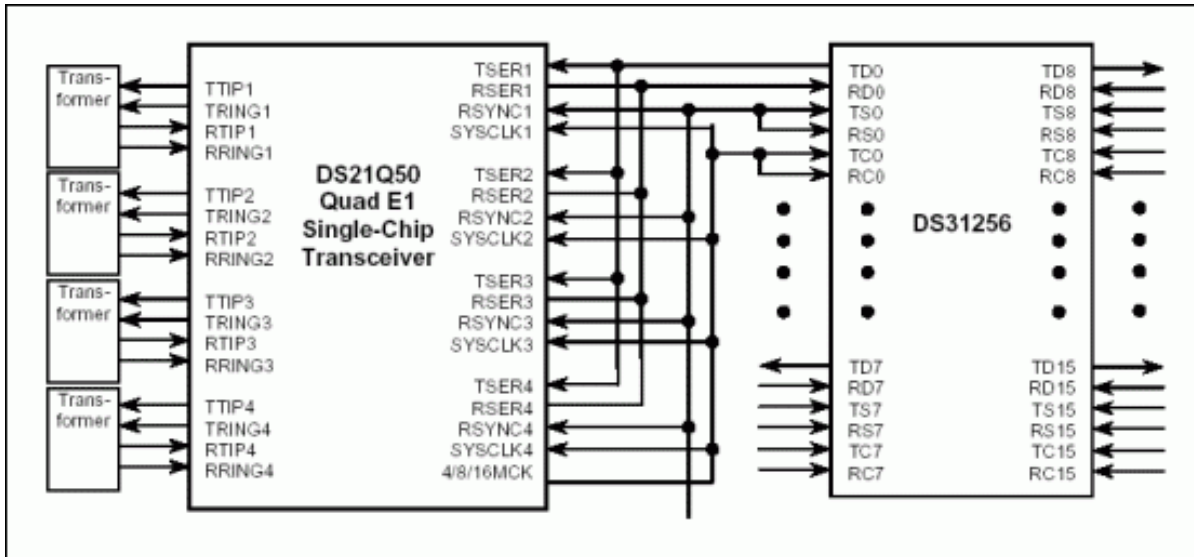 Trans-
former
TTIP1
TRING1
RTIP1
RRING1
Trans-
former
TTIP2
TRING2
RTIP2
RRING2
Trans-
former
TTIP3
TRING3
RTIP3
RRING3
Trans-
former
TTIP4
TRING4
RTIP4
RRING4
DS21Q50
Quad E1
Single-Chip
Transceiver
TSER1
RSER1
RSYNC1
SYSCLK1
TSER2
RSER2
RSYNC2
SYSCLK2
TSER3
RSER3
RSYNC3
SYSCLK3
TSER4
RSER4
RSYNC4
SYSCLK4
4/8/16MCK
TD0
RD0
TS0
RS0
TC0
RC0
TD7
RD7
TS7
RS7
TC7
RC7
DS31256
TD8
RD8
TS8
RS8
TC8
RC8
TD15
RD15
TS15
RS15
TC15
RC15